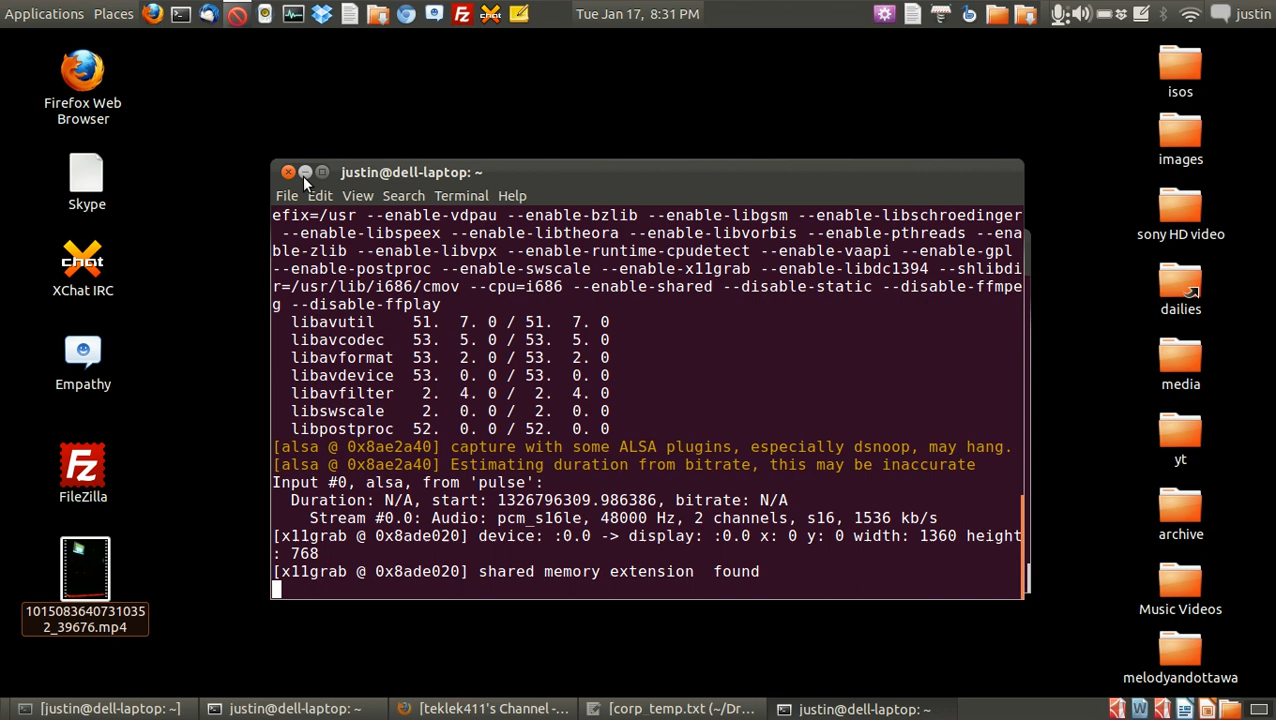 Applications Places
Tue Jan 17, 8:31 PM
justin
Firefox Web
Browser
Skype
chat
XChat IRC
Empathy
Fz
FileZilla
1015083640731035
2_39676.mp4
justin@dell-laptop: ~
File Edit View Search Terminal Help
efix=/usr --enable-vdpau --enable-bzlib --enable-libgsm --enable-libschroedinger
--enable-libspeex --enable-libtheora --enable-libvorbis --enable-pthreads --ena
ble-zlib --enable-libvpx --enable-runtime-cpudetect --enable-vaapi --enable-gpl
--enable-postproc --enable-swscale --enable-x11grab --enable-libdc1394 --shlibdi
r=/usr/lib/i686/cmov --cpu=i686 --enable-shared --disable-static --disable-ffmpe
g --disable-ffplay
libavutil 51. 7. 0 / 51. 7. 0
libavcodec 53. 5. 0 / 53. 5. 0
libavformat 53. 2. 0 / 53. 2. 0
libavdevice 53. 0. 0 / 53. 0. 0
libavfilter 2. 4. 0 / 2. 4. 0
libswscale 2. 0. 0 / 2. 0. 0
libpostproc 52. 0. 0 / 52. 0. 0
[alsa @ 0x8ae2a40] capture with some ALSA plugins, especially dsnoop, may hang.
[alsa @ 0x8ae2a40] Estimating duration from bitrate, this may be inaccurate
Input #0, alsa, from 'pulse':
Duration: N/A, start: 1326796309.986386, bitrate: N/A
Stream #0.0: Audio: pcm_s16le, 48000 Hz, 2 channels, s16, 1536 kb/s
[x11grab @ 0x8ade020] device: :0.0 -> display: :0.0 x: 0 y: 0 width: 1360 height
: 768
[x11grab @ 0x8ade020] shared memory extension found
isos
images
sony HD video
dailies
media
yt
archive
Music Videos
melodyandottawa
[justin@dell-laptop: ~]
justin@dell-laptop: ~
[teklek411's Channel -...
[corp_temp.txt (~/Dr...
justin@dell-laptop: ~